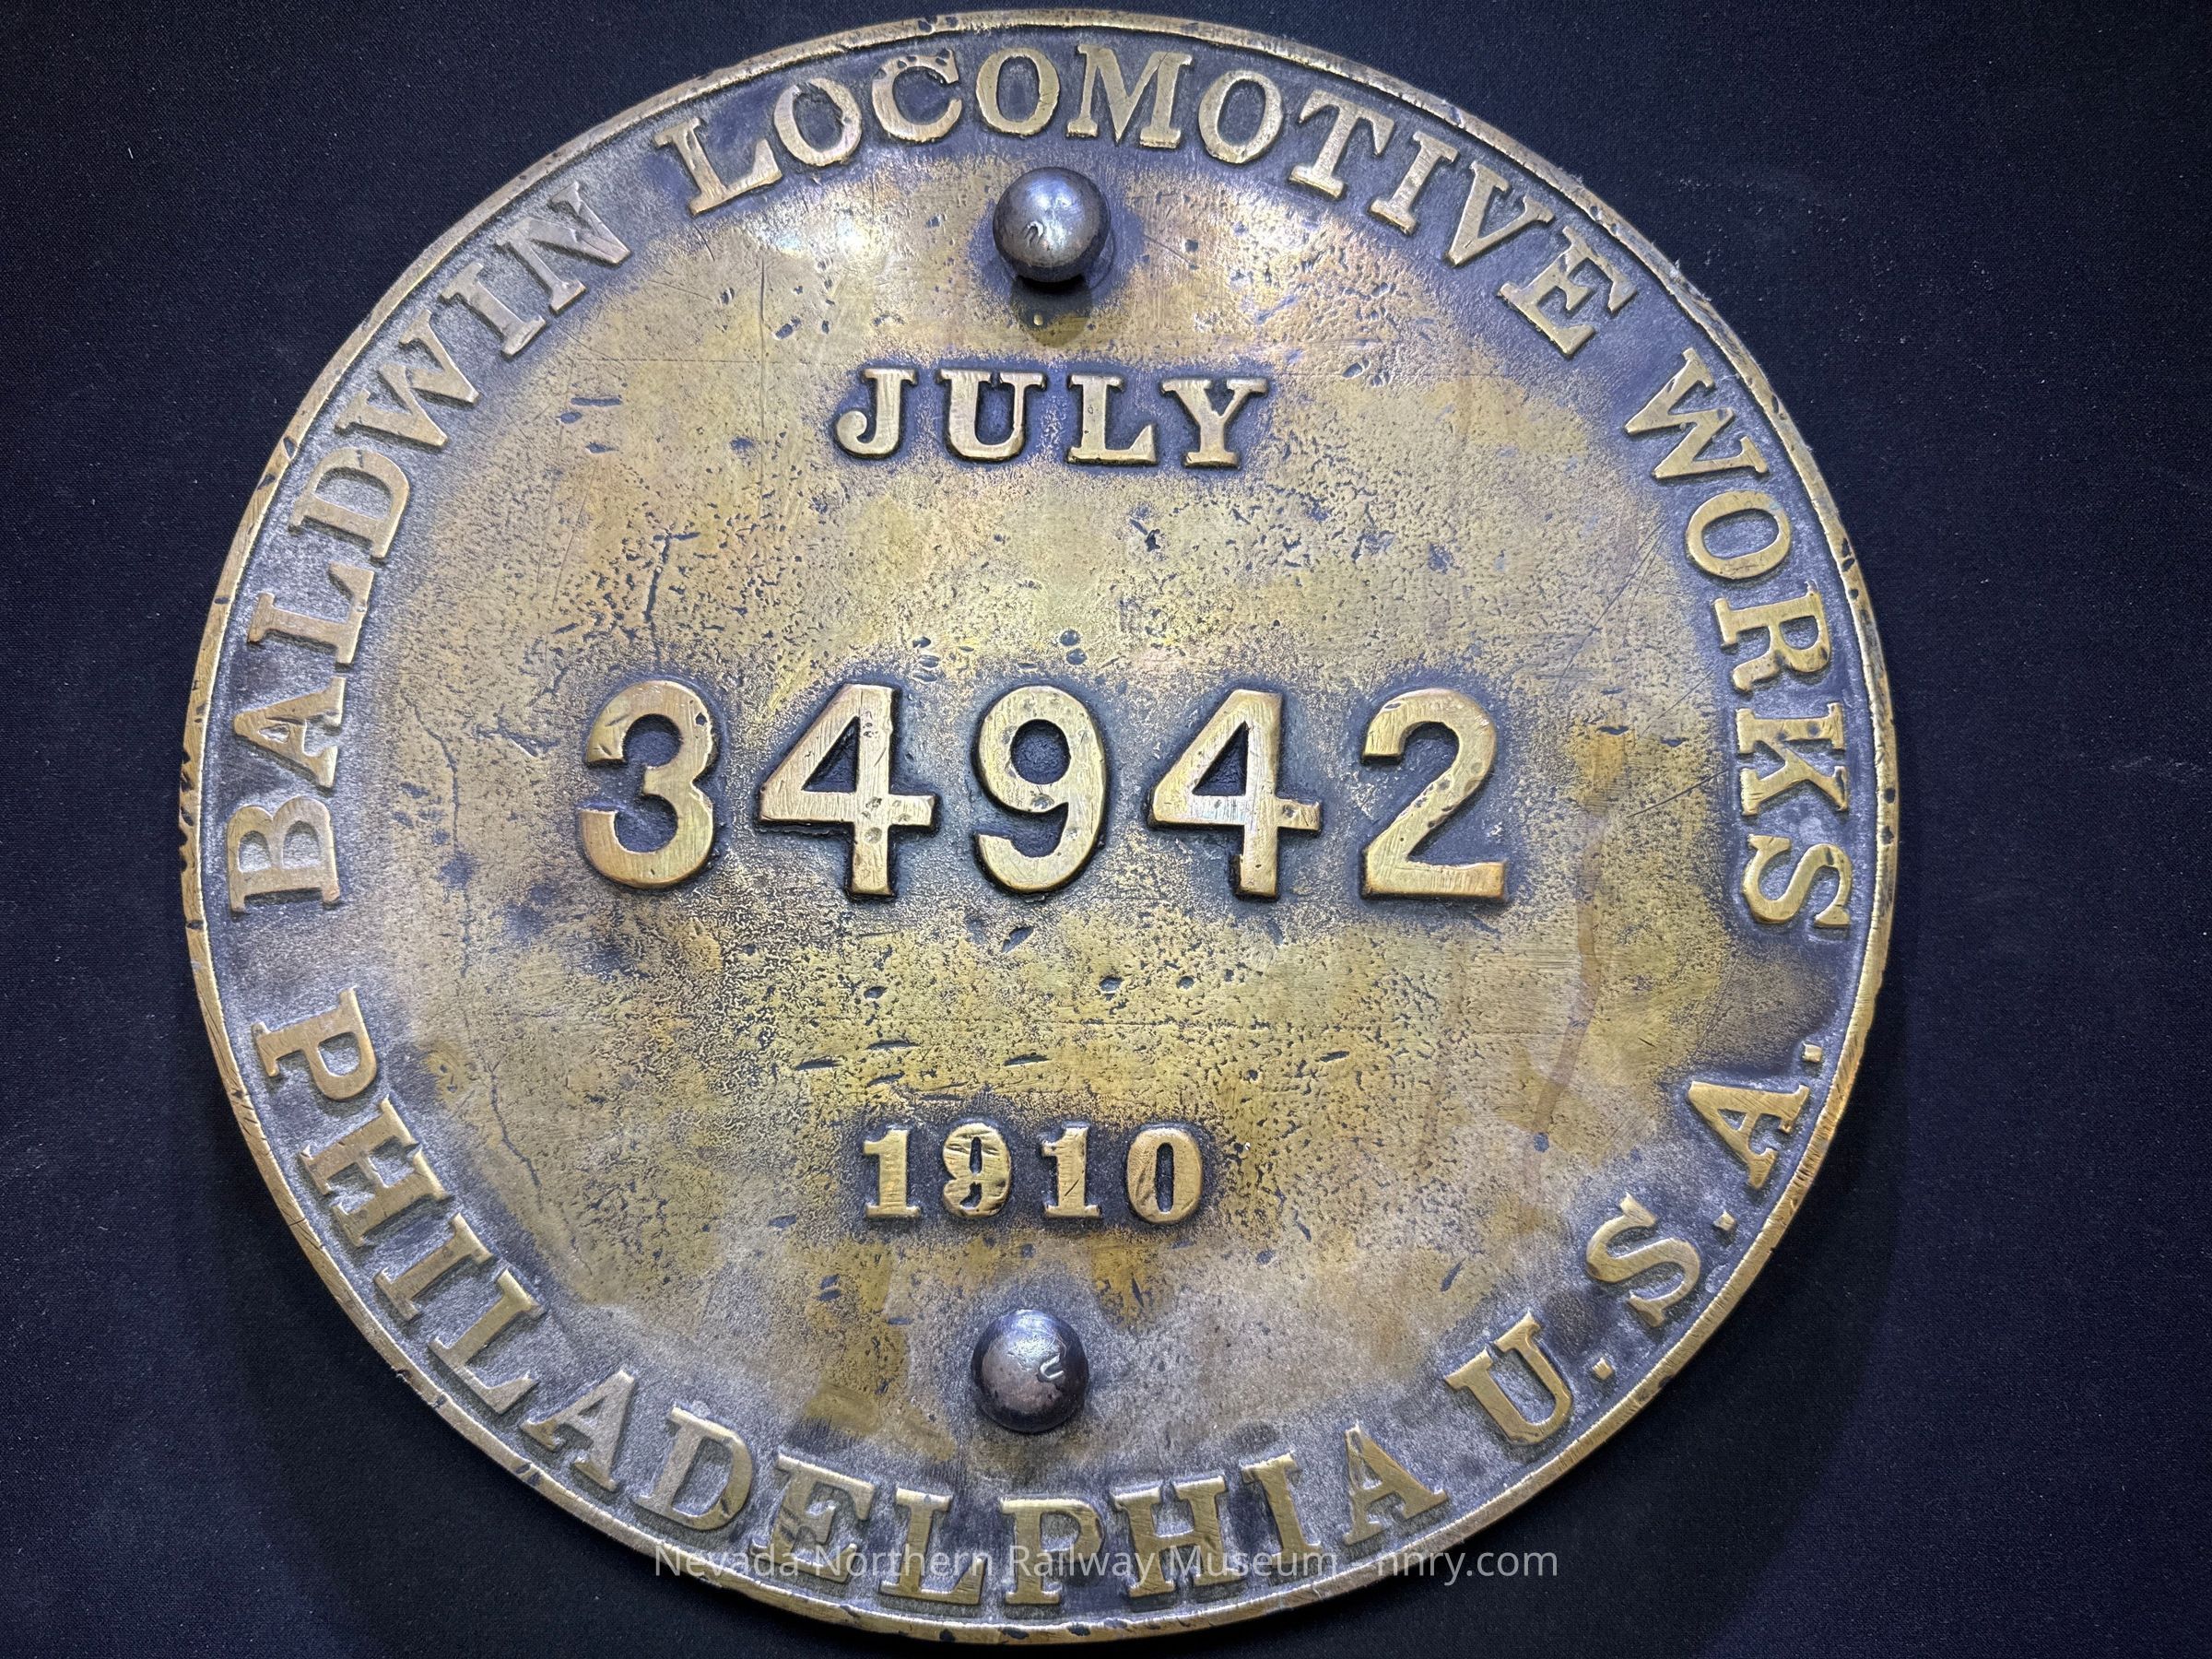 BALDWIN LOCOMOTIVE WORKS
JULY
34942
1910
PHILADELPHIA U.S.A.
Nevada Northern Railway Museum - nnry.com